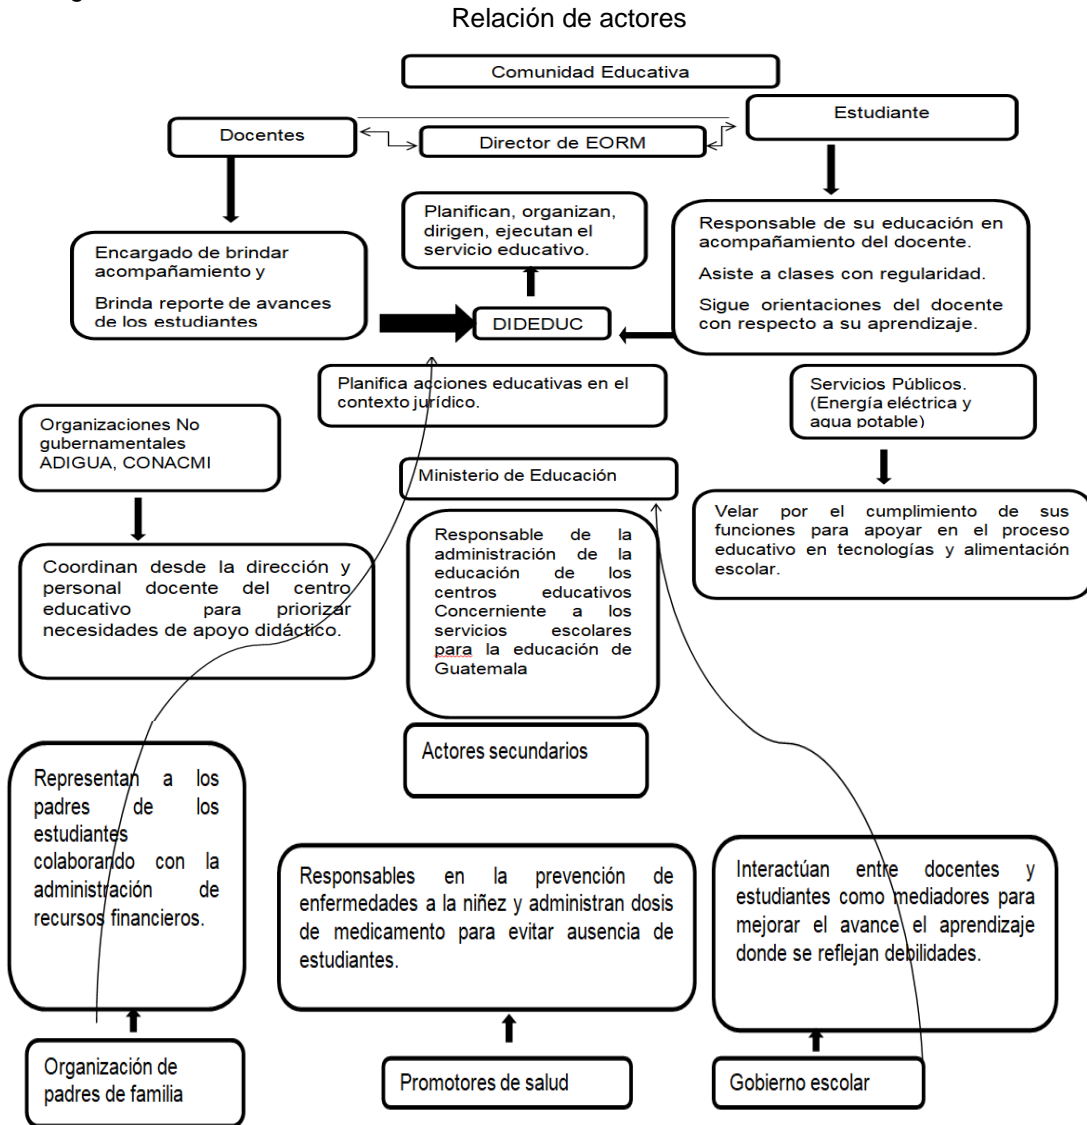 Relación de actores
Comunidad Educativa
Docentes
Director de EORM
Estudiante
Encargado de brindar
acompañamiento y
Brinda reporte de avances
de los estudiantes
Planifican, organizan,
dirigen, ejecutan el
servicio educativo.
Responsable de su educación en
acompañamiento del docente.
Asiste a clases con regularidad.
Sigue orientaciones del docente
con respecto a su aprendizaje.
DIDEDUC
Planifica acciones educativas en el
contexto jurídico.
Servicios Públicos.
(Energía eléctrica y
agua potable)
Organizaciones No
gubernamentales
ADIGUA, CONACMI
Ministerio de Educación
Velar por el cumplimiento de sus
funciones para apoyar en el proceso
educativo en tecnologías y alimentación
escolar.
Responsable de la
administración de la
educación de los
centros educativos
Concerniente a los
servicios escolares
para la educación de
Guatemala
Coordinan desde la dirección y
personal docente del centro
educativo para priorizar
necesidades de apoyo didáctico.
Actores secundarios
Representan a los
padres de los
estudiantes
colaborando con la
administración de
recursos financieros.
Responsables en la prevención de
enfermedades a la niñez y administran dosis
de medicamento para evitar ausencia de
estudiantes.
Interactúan entre docentes y
estudiantes como mediadores para
mejorar el avance el aprendizaje
donde se reflejan debilidades.
Organización de
padres de familia
Promotores de salud
Gobierno escolar